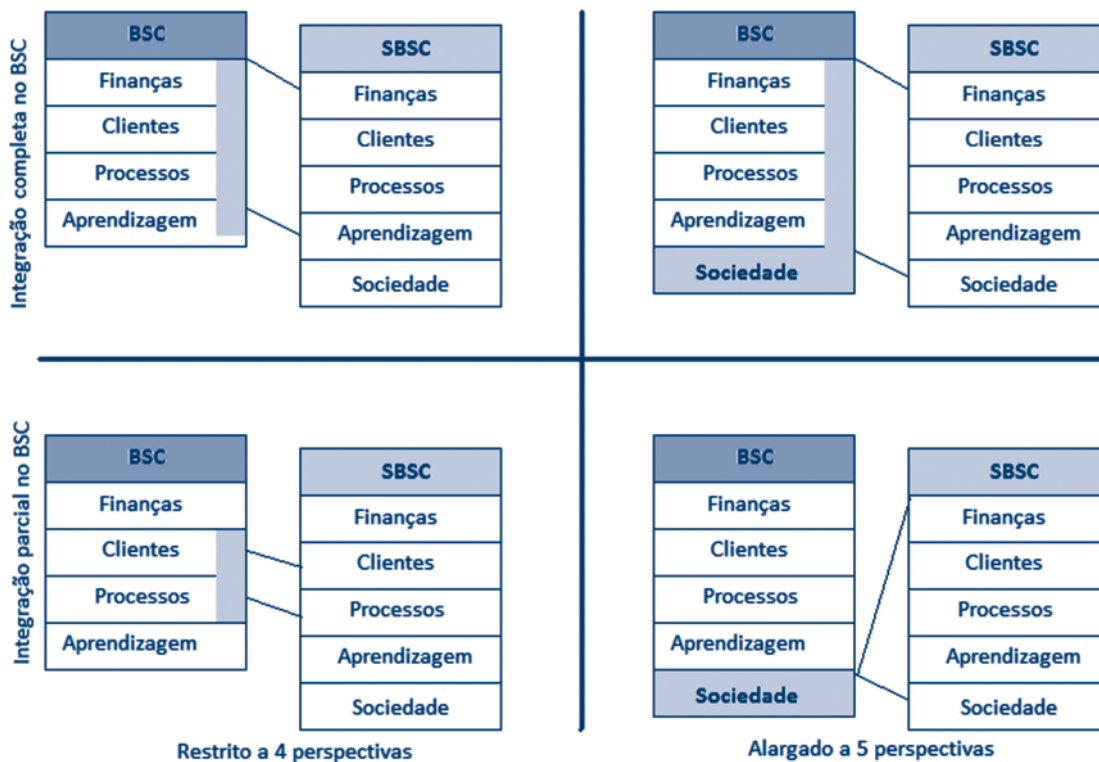 Integração completa no BSC
BSC
Finanças
Clientes
Processos
Aprendizagem
SBSC
Finanças
Clientes
Processos
Aprendizagem
Sociedade
BSC
Finanças
Clientes
Processos
Aprendizagem
Sociedade
SBSC
Finanças
Clientes
Processos
Aprendizagem
Sociedade
Integração parcial no BSC
BSC
Finanças
Clientes
Processos
Aprendizagem
SBSC
Finanças
Clientes
Processos
Aprendizagem
Sociedade
BSC
Finanças
Clientes
Processos
Aprendizagem
Sociedade
SBSC
Finanças
Clientes
Processos
Aprendizagem
Sociedade
Restrito a 4 perspectivas
Alargado a 5 perspectivas